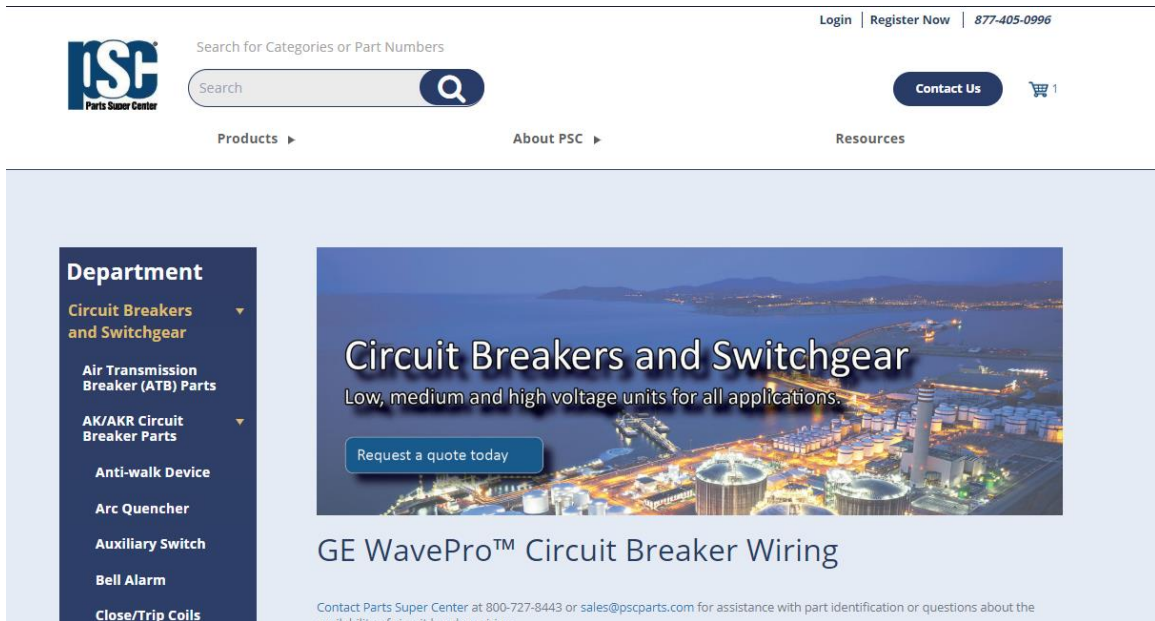 Login | Register Now | 877-405-0996
psc
Parts Super Center
Search for Categories or Part Numbers
Search
Contact Us
1
Products
About PSC
Resources
Department
Circuit Breakers
and Switchgear
Air Transmission
Breaker (ATB) Parts
AK/AKR Circuit
Breaker Parts
Anti-walk Device
Arc Quencher
Auxiliary Switch
Bell Alarm
Close/Trip Coils
Circuit Breakers and Switchgear
Low, medium and high voltage units for all applications.
Request a quote today
GE WavePro™ Circuit Breaker Wiring
Contact Parts Super Center at 800-727-8443 or sales@pscparts.com for assistance with part identification or questions about the